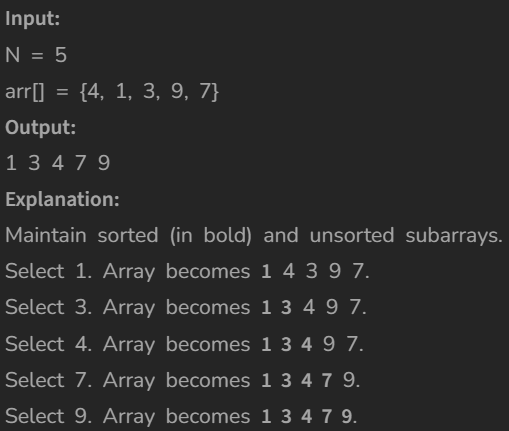 Input:
N = 5
arr[] = {4, 1, 3, 9, 7}
Output:
1 3 4 7 9
Explanation:
Maintain sorted (in bold) and unsorted subarrays.
Select 1. Array becomes 1 4 3 9 7.
Select 3. Array becomes 1 3 4 9 7.
Select 4. Array becomes 1 3 4 9 7.
Select 7. Array becomes 1 3 4 7 9.
Select 9. Array becomes 1 3 4 7 9.